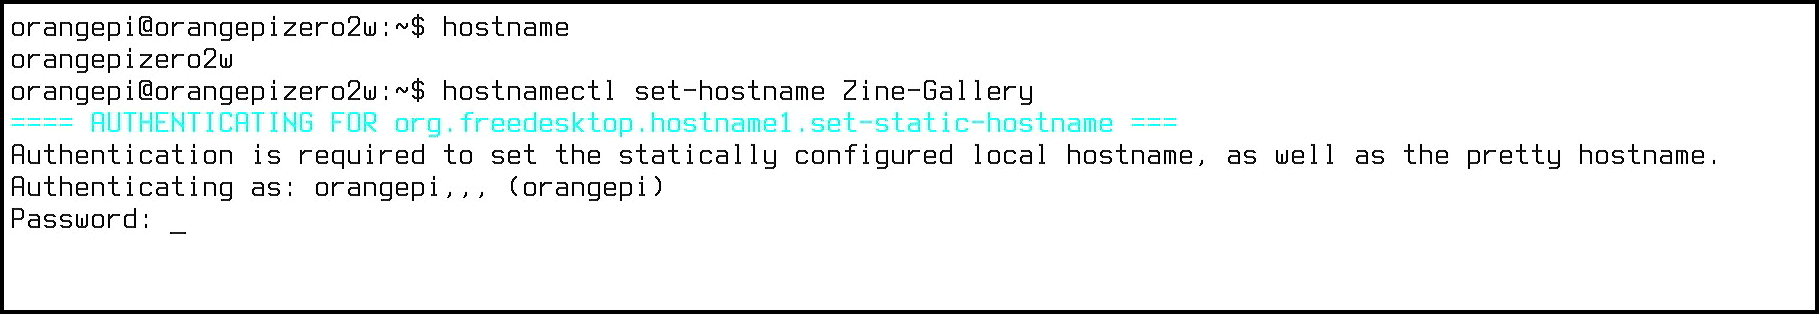 orangepi@orangepizero2w:~$ hostname
orangepizero2w
orangepi@orangepizero2w:~$ hostnamectl set-hostname Zine-Gallery
==== AUTHENTICATING FOR org.freedesktop.hostname1.set-static-hostname ===
Authentication is required to set the statically configured local hostname, as well as the pretty hostname.
Authenticating as: orangepi,,, (orangepi)
Password: _